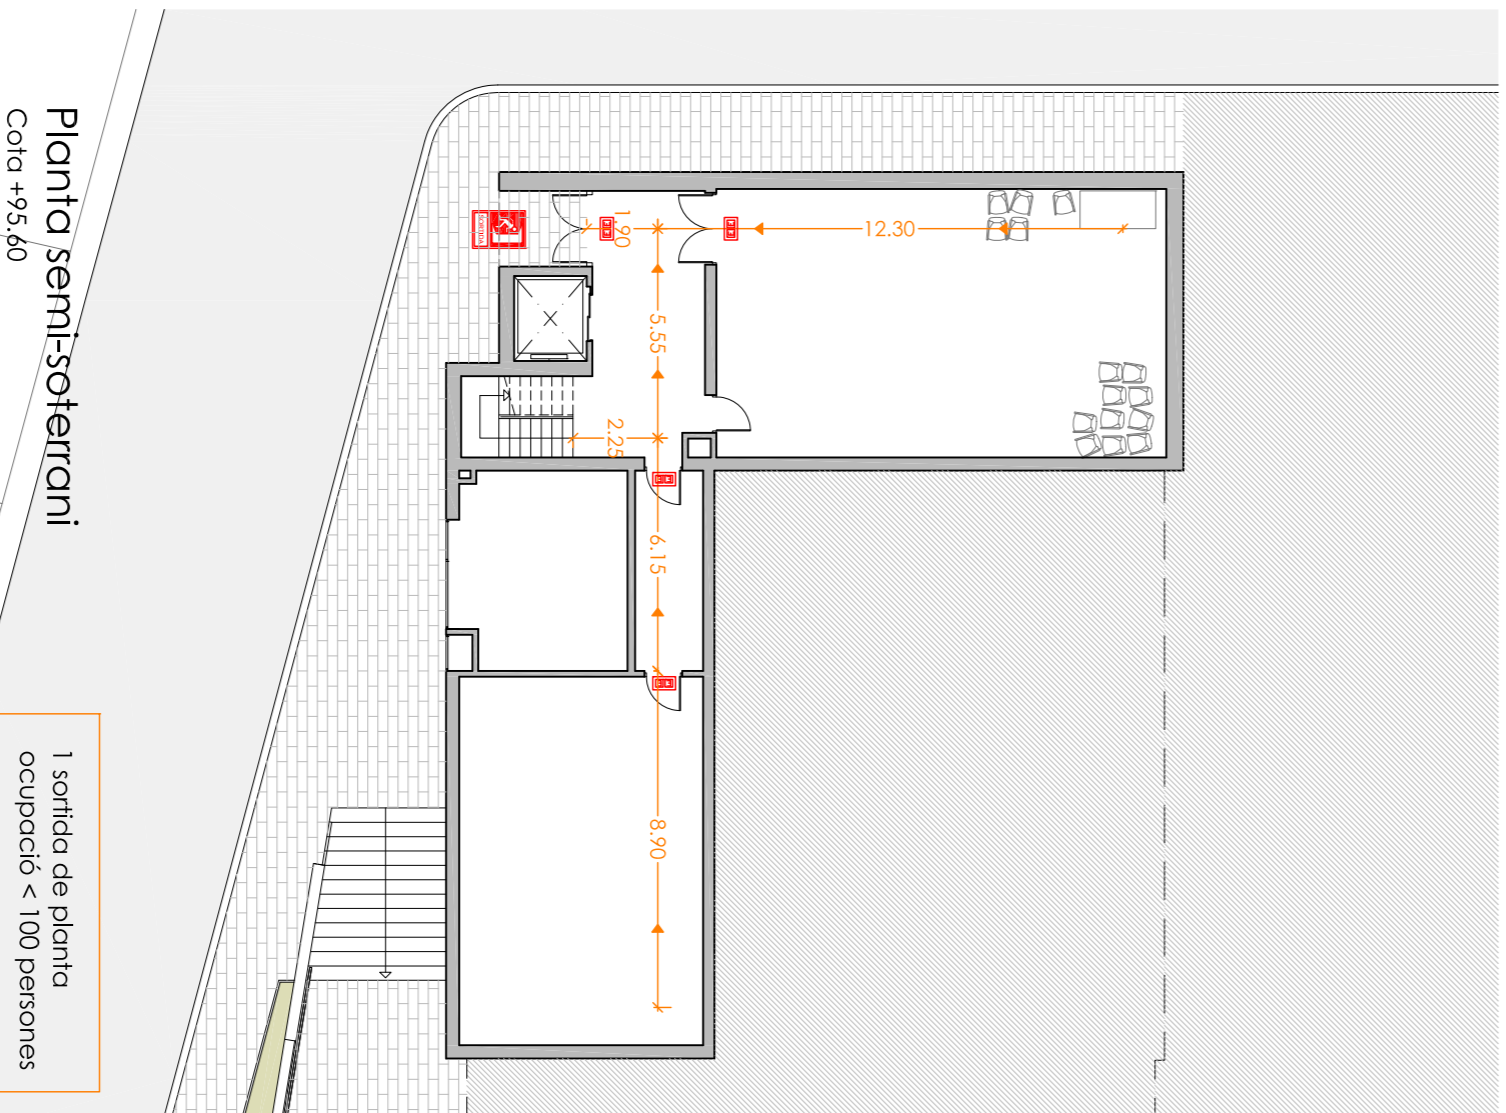 Planta semi-soterrani
Cota +95.60
1 sortida de planta
ocupació < 100 persones
SORTIDA
1.90
12.30
5.55
2.25
6.15
8.90